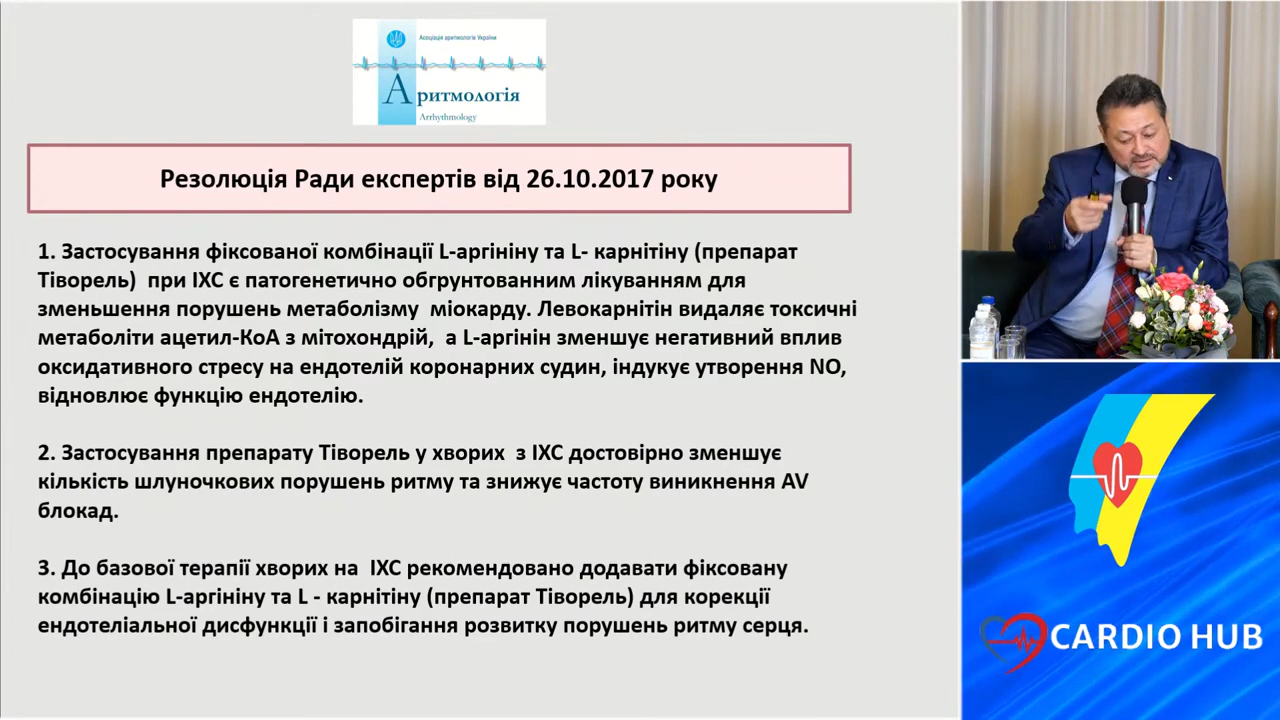 Асоціація аритмологів України
Аритмологія
Arrhythmology
Резолюція Ради експертів від 26.10.2017 року
1. Застосування фіксованої комбінації L-аргініну та L- карнітіну (препарат
Тіворель) при ІХС є патогенетично обгрунтованним лікуванням для
зменьшення порушень метаболізму міокарду. Левокарнітін видаляє токсичні
метаболіти ацетил-КоА з мітохондрій, а L-аргінін зменшує негативний вплив
оксидативного стресу на ендотелій коронарних судин, індукує утворення NO,
відновлює функцію ендотелію.
2. Застосування препарату Тіворель у хворих з ІХС достовірно зменшує
кількість шлуночкових порушень ритму та знижує частоту виникнення AV
блокад.
3. До базової терапії хворих на ІХС рекомендовано додавати фіксовану
комбінацію L-аргініну та L - карнітіну (препарат Тіворель) для корекції
ендотеліальної дисфункції і запобігання розвитку порушень ритму серця.
CARDIO HUB